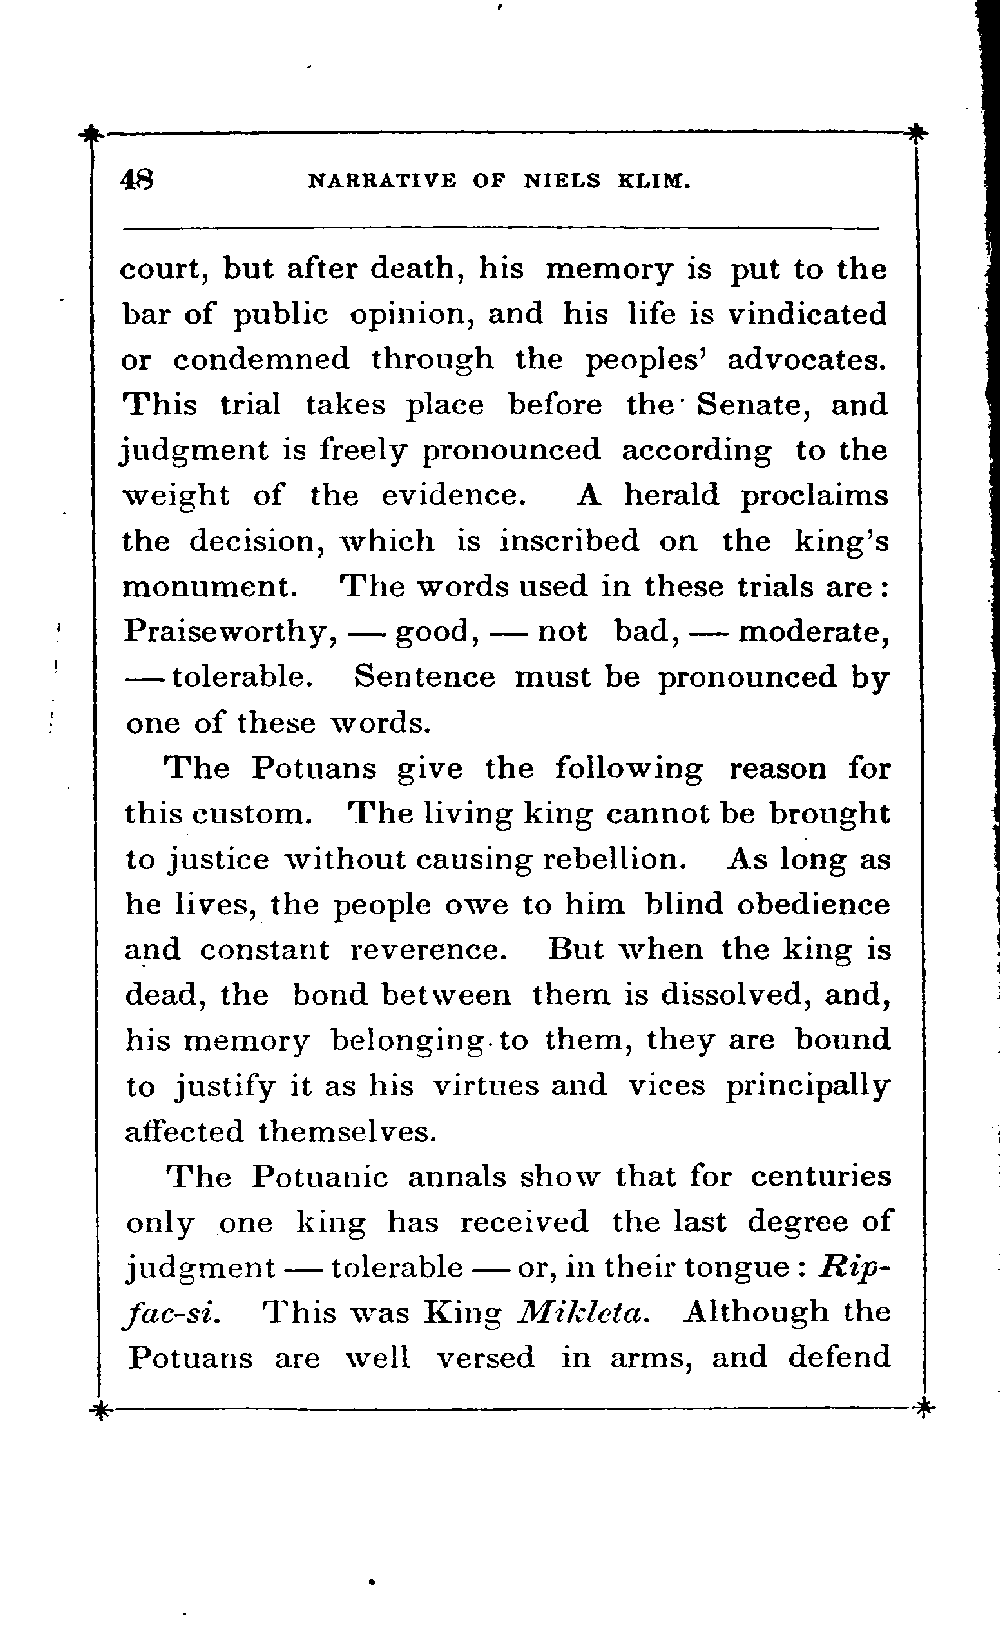 48 NARRATIVE OF NIELS KLIM.
court, but after death, his memory is put to the
bar of public opinion, and his life is vindicated
or condemned through the peoples' advocates.
This trial takes place before the Senate, and
judgment is freely pronounced according to the
weight of the evidence. A herald proclaims
the decision, which is inscribed on the king's
monument. The words used in these trials are:
Praiseworthy, — good, — not bad, — moderate,
— tolerable. Sentence must be pronounced by
one of these words.
The Potuans give the following reason for
this custom. The living king cannot be brought
to justice without causing rebellion. As long as
he lives, the people owe to him blind obedience
and constant reverence. But when the king is
dead, the bond between them is dissolved, and,
his memory belonging to them, they are bound
to justify it as his virtues and vices principally
affected themselves.
The Potuanic annals show that for centuries
only one king has received the last degree of
judgment — tolerable — or, in their tongue: Rip-
fac-si. This was King Mikleta. Although the
Potuans are well versed in arms, and defend